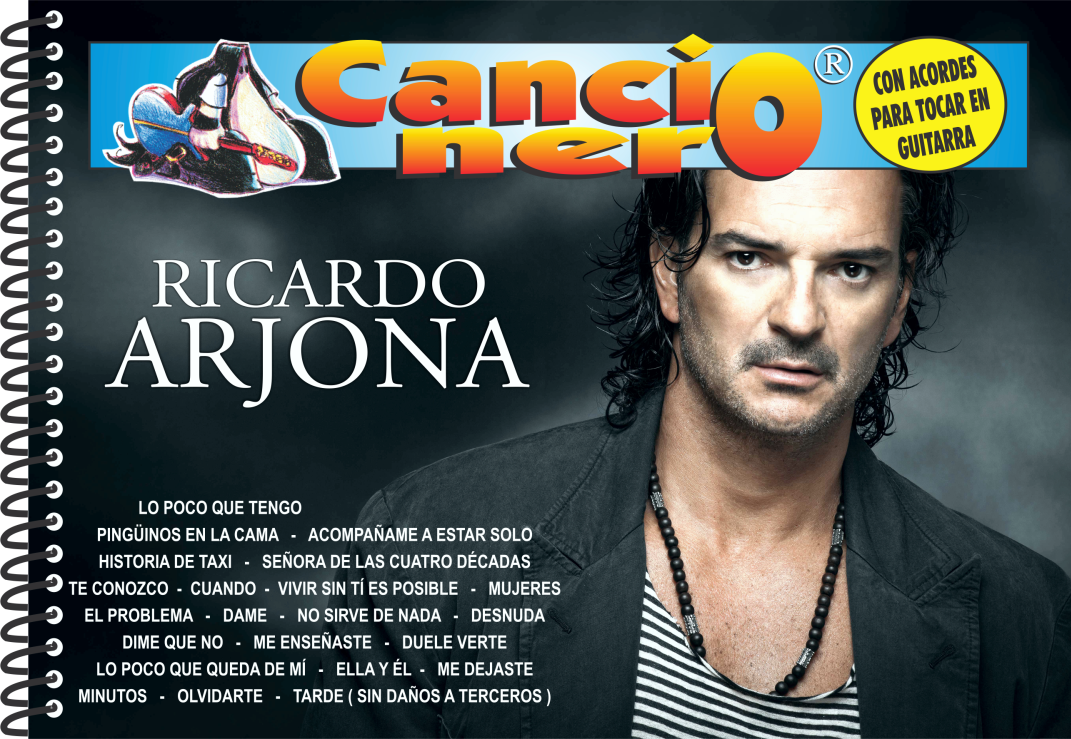 Cancionero®
CON ACORDES
PARA TOCAR EN
GUITARRA
RICARDO
ARJONA
LO POCO QUE TENGO
PINGÜINOS EN LA CAMA - ACOMPAÑAME A ESTAR SOLO
HISTORIA DE TAXI - SEÑORA DE LAS CUATRO DÉCADAS
TE CONOZCO - CUANDO - VIVIR SIN TÍ ES POSIBLE - MUJERES
EL PROBLEMA - DAME - NO SIRVE DE NADA - DESNUDA
DIME QUE NO - ME ENSEÑASTE - DUELE VERTE
LO POCO QUE QUEDA DE MÍ - ELLA Y ÉL - ME DEJASTE
MINUTOS - OLVIDARTE - TARDE ( SIN DAÑOS A TERCEROS )